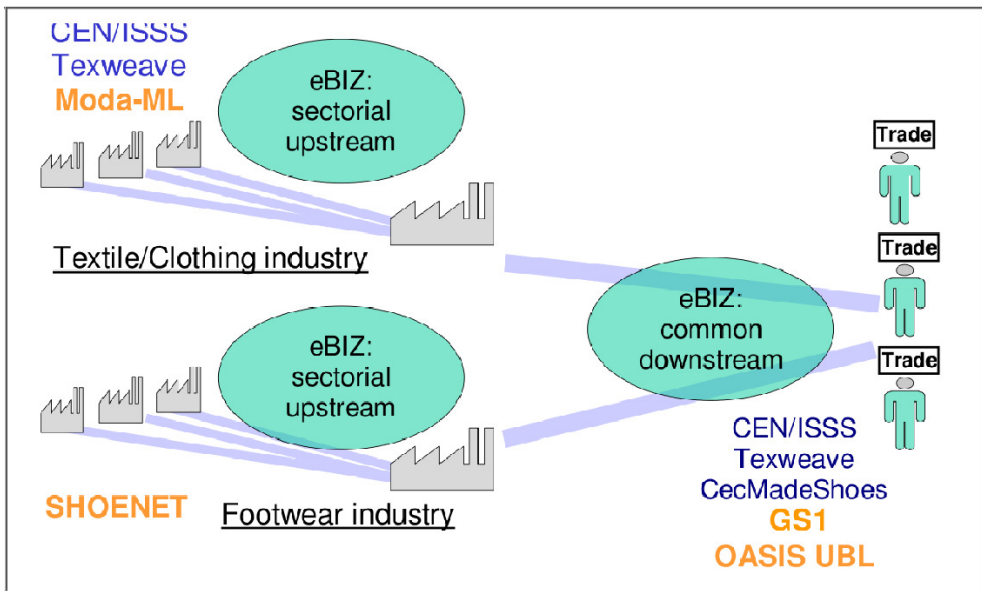 CEN/ISSS
Texweave
Moda-ML
eBIZ:
sectorial
upstream
Textile/Clothing industry
eBIZ:
sectorial
upstream
SHOENET
Footwear industry
eBIZ:
common
downstream
Trade
Trade
Trade
CEN/ISSS
Texweave
CecMadeShoes
GS1
OASIS UBL